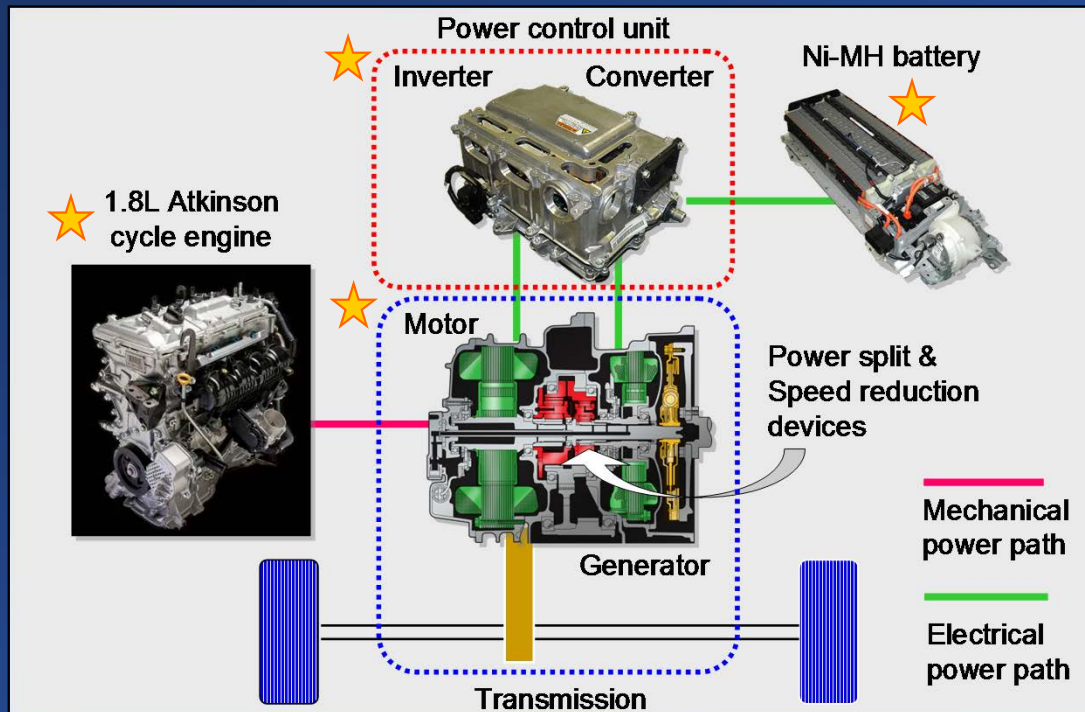 Power control unit
Inverter
Converter
Ni-MH battery
1.8L Atkinson
cycle engine
Motor
Power split &
Speed reduction
devices
Generator
Mechanical
power path
Electrical
power path
Transmission